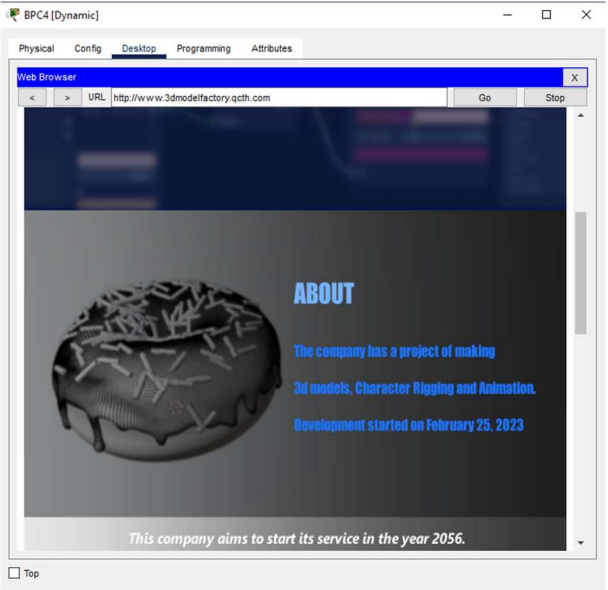 BPC4 [Dynamic]
Physical Config Desktop Programming Attributes
Web Browser X
< > URL http://www.3dmodelfactory.qcth.com Go Stop
ABOUT
The company has a project of making
3d models, Character Rigging and Animation.
Development started on February 25, 2023
This company aims to start its service in the year 2056.
Top